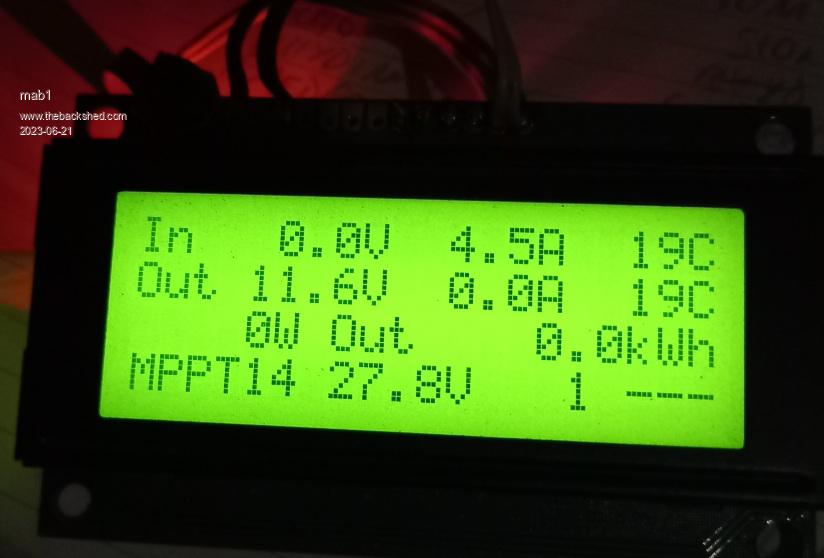 mab1
www.thebackshed.com
2023-06-21
In 0.0V 4.5A 19C
Out 11.6V 0.0A 19C
0W Out 0.0kWh
MPPT14 27.8V 1 ---